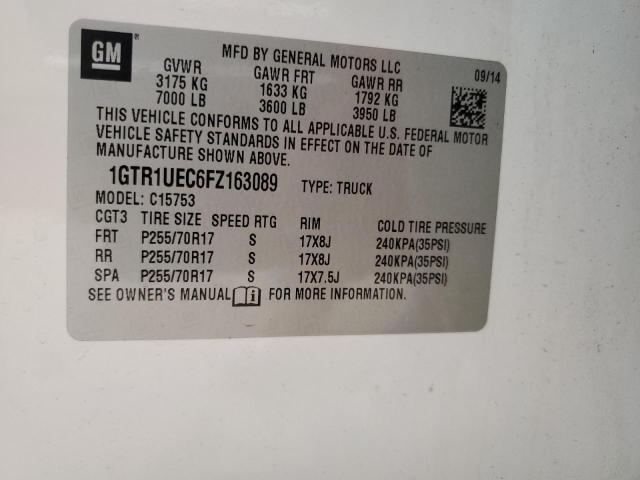 GM
MFD BY GENERAL MOTORS LLC
09/14
GVWR GAWR FRT GAWR RR
3175 KG 1633 KG 1792 KG
7000 LB 3600 LB 3950 LB
THIS VEHICLE CONFORMS TO ALL APPLICABLE U.S. FEDERAL MOTOR
VEHICLE SAFETY STANDARDS IN EFFECT ON THE DATE OF
MANUFACTURE SHOWN ABOVE.
1GTR1UEC6FZ163089 TYPE: TRUCK
MODEL: C15753
CGT3 TIRE SIZE SPEED RTG RIM COLD TIRE PRESSURE
FRT P255/70R17 S 17X8J 240KPA(35PSI)
RR P255/70R17 S 17X8J 240KPA(35PSI)
SPA P255/70R17 S 17X7.5J 240KPA(35PSI)
SEE OWNER'S MANUAL i FOR MORE INFORMATION.